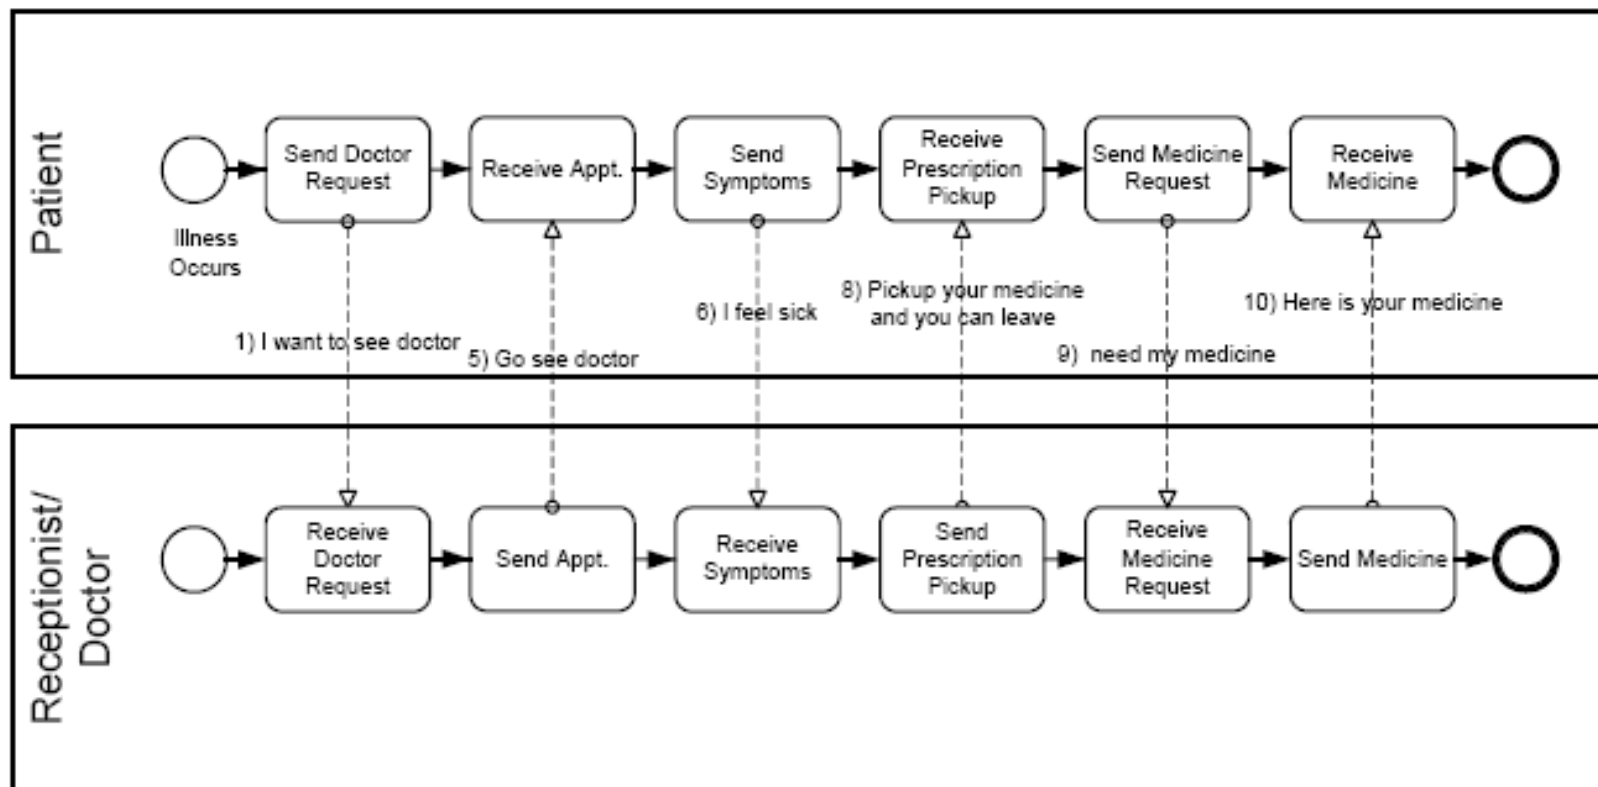 Patient
Send Doctor
Request
Receive Appt.
Send
Symptoms
Receive
Prescription
Pickup
Send Medicine
Request
Receive
Medicine
Illness
Occurs
1) I want to see doctor
5) Go see doctor
6) I feel sick
8) Pickup your medicine
and you can leave
9) need my medicine
10) Here is your medicine
Receptionist/
Doctor
Receive
Doctor
Request
Send Appt.
Receive
Symptoms
Send
Prescription
Pickup
Receive
Medicine
Request
Send Medicine